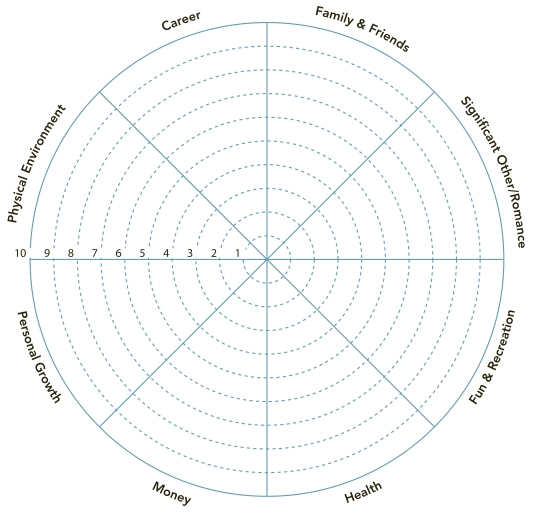 Career
Family & Friends
Physical Environment
Significant Other/Romance
10 9 8 7 6 5 4 3 2 1
Personal Growth
Fun & Recreation
Money
Health